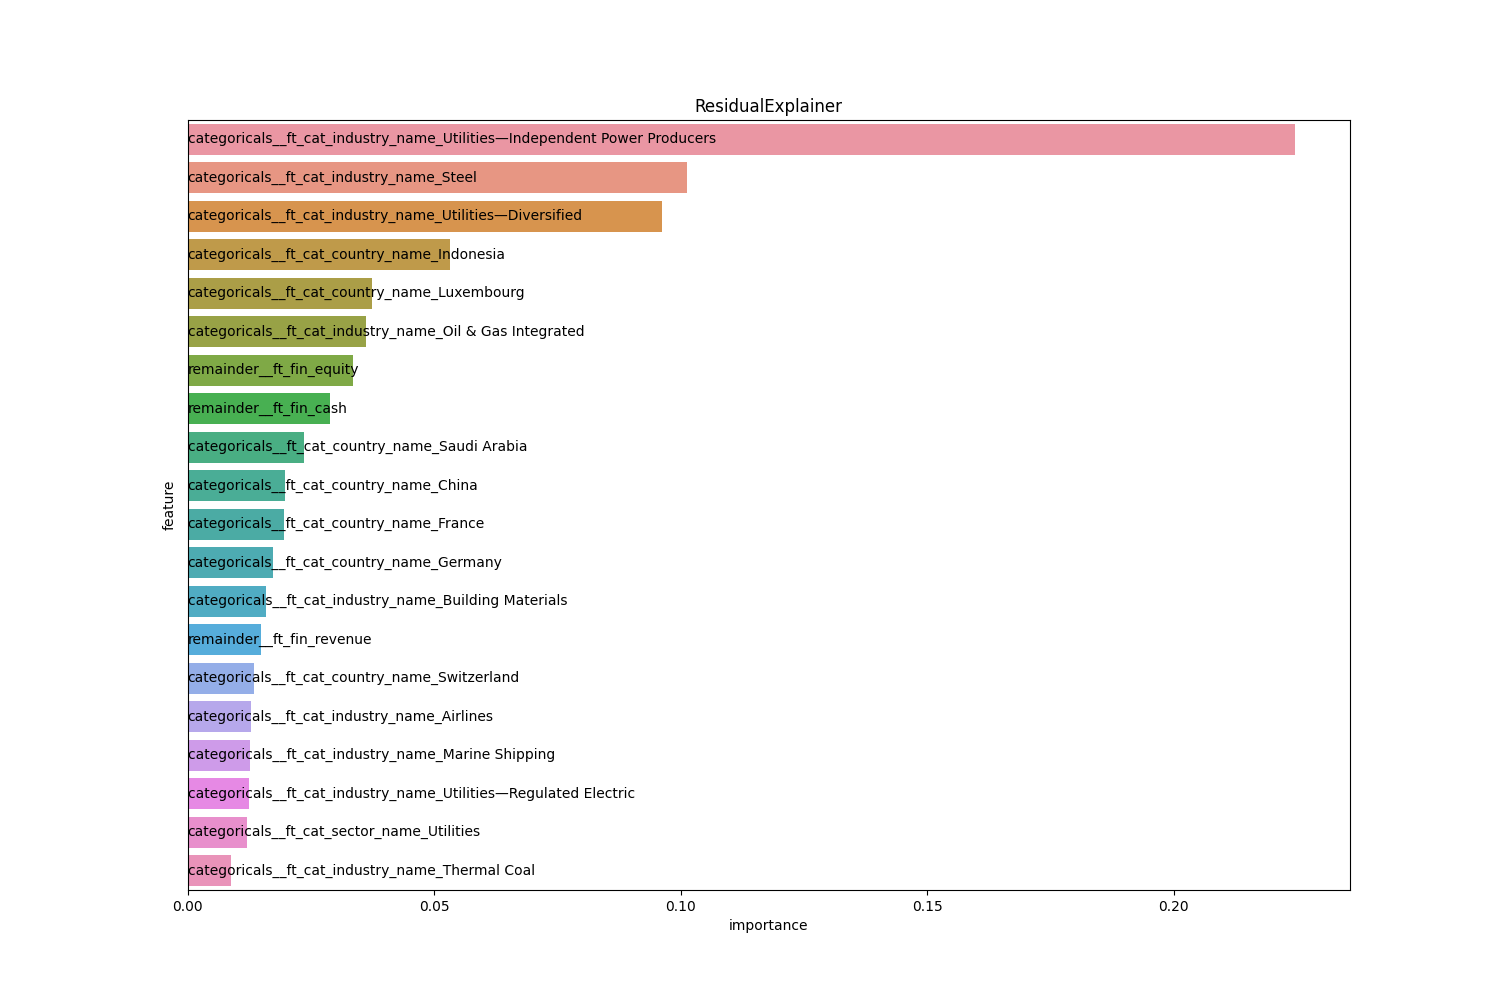 ResidualExplainer
categoricals__ft_cat_industry_name_Utilities—Independent Power Producers
categoricals__ft_cat_industry_name_Steel
categoricals__ft_cat_industry_name_Utilities—Diversified
categoricals__ft_cat_country_name_Indonesia
categoricals__ft_cat_country_name_Luxembourg
categoricals__ft_cat_industry_name_Oil & Gas Integrated
remainder__ft_fin_equity
remainder__ft_fin_cash
categoricals__ft_cat_country_name_Saudi Arabia
categoricals__ft_cat_country_name_China
categoricals__ft_cat_country_name_France
categoricals__ft_cat_country_name_Germany
categoricals__ft_cat_industry_name_Building Materials
remainder__ft_fin_revenue
categoricals__ft_cat_country_name_Switzerland
categoricals__ft_cat_industry_name_Airlines
categoricals__ft_cat_industry_name_Marine Shipping
categoricals__ft_cat_industry_name_Utilities—Regulated Electric
categoricals__ft_cat_sector_name_Utilities
categoricals__ft_cat_industry_name_Thermal Coal
feature
0.00 0.05 0.10 0.15 0.20
importance